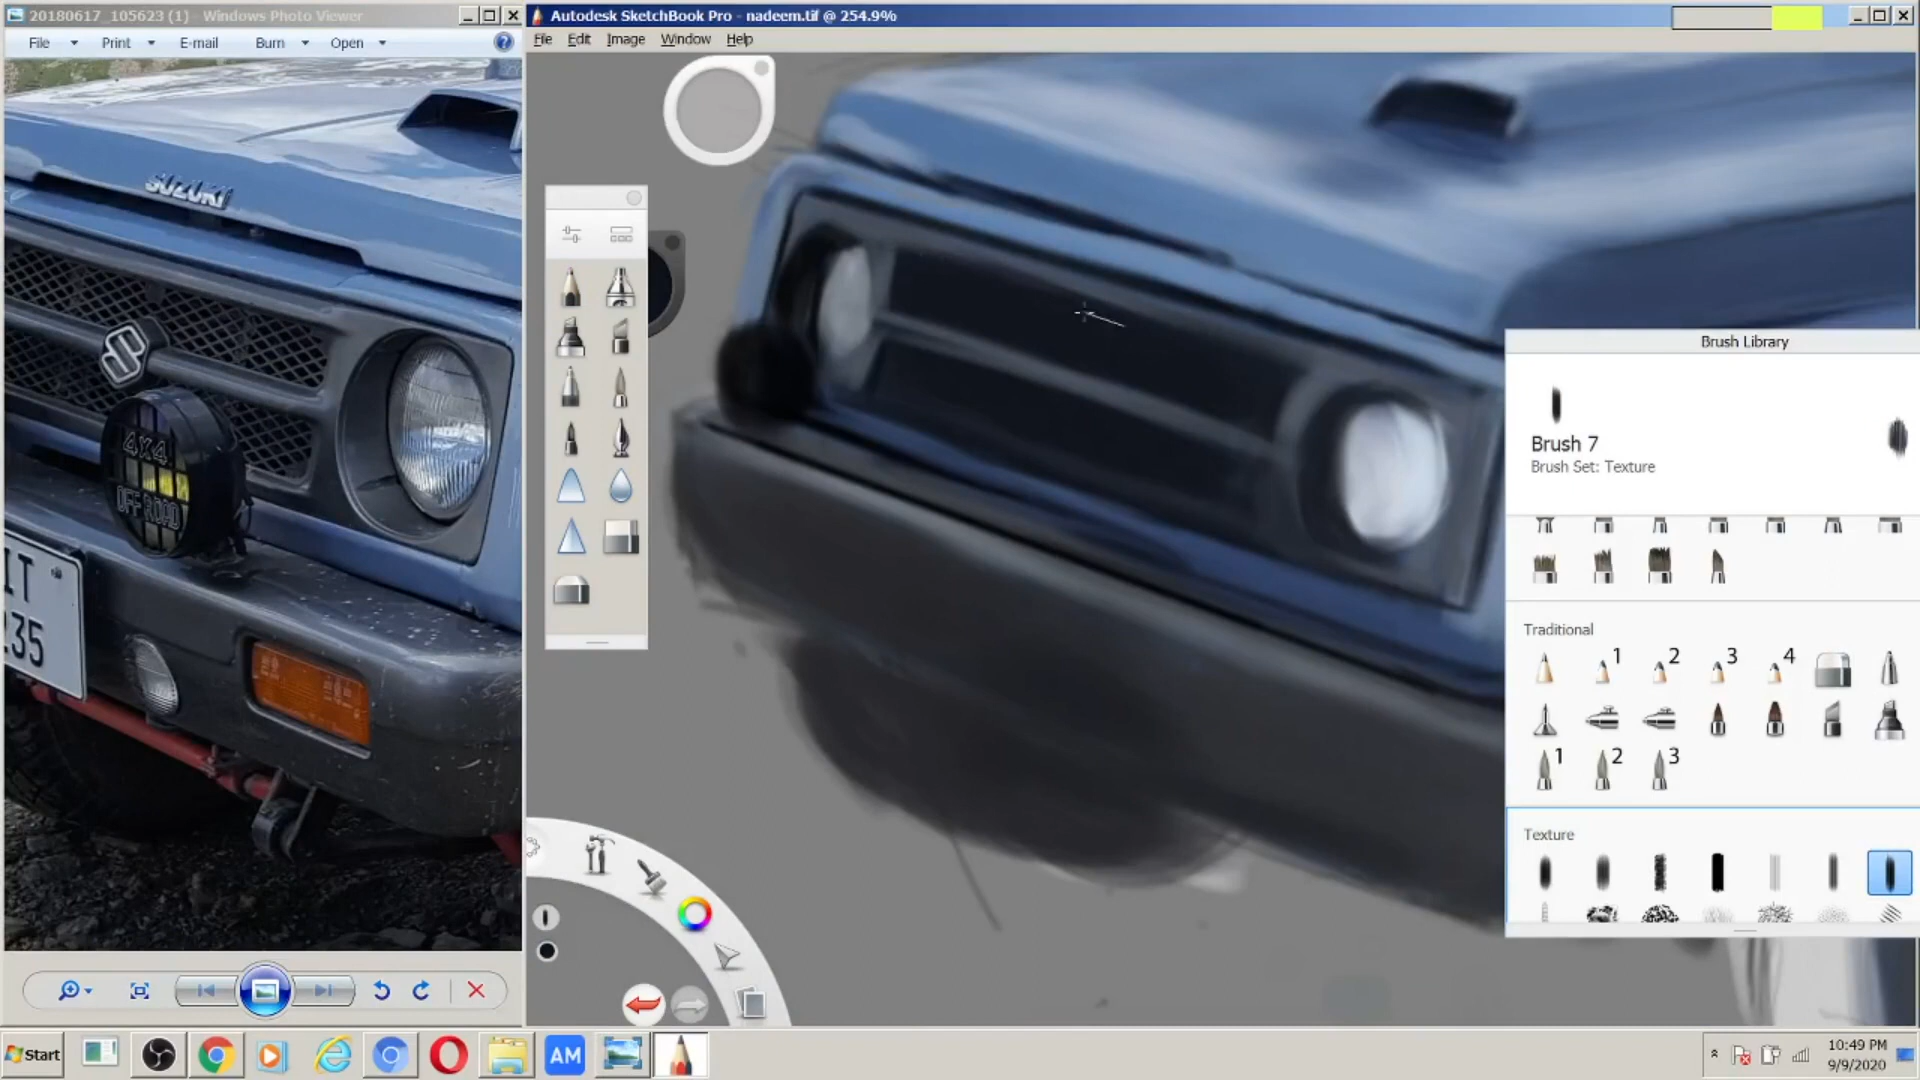 20180617_105623 (1) - Windows Photo Viewer
File Print E-mail Burn Open
SUZUKI
4X4
OFF ROAD
IT
35
Autodesk SketchBook Pro - nadeem.tif @ 254.9%
File Edit Image Window Help
Brush Library
Brush 7
Brush Set: Texture
Traditional
1 2 3 4
1 2 3
Texture
Start
AM
10:49 PM
9/9/2020